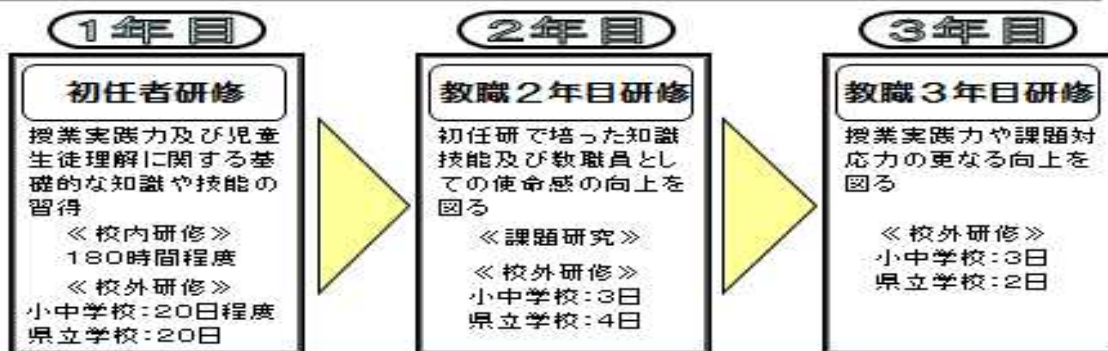 1年目
初任者研修
授業実践力及び児童
生徒理解に関する基
礎的な知識や技能の
習得
≪校内研修≫
180時間程度
≪校外研修≫
小中学校:20日程度
県立学校:20日
2年目
教職2年目研修
初任研で培った知識
技能及び教職員とし
ての使命感の向上を
図る
≪課題研究≫
≪校外研修≫
小中学校:3日
県立学校:4日
3年目
教職3年目研修
授業実践力や課題対
応力の更なる向上を
図る
≪校外研修≫
小中学校:3日
県立学校:2日